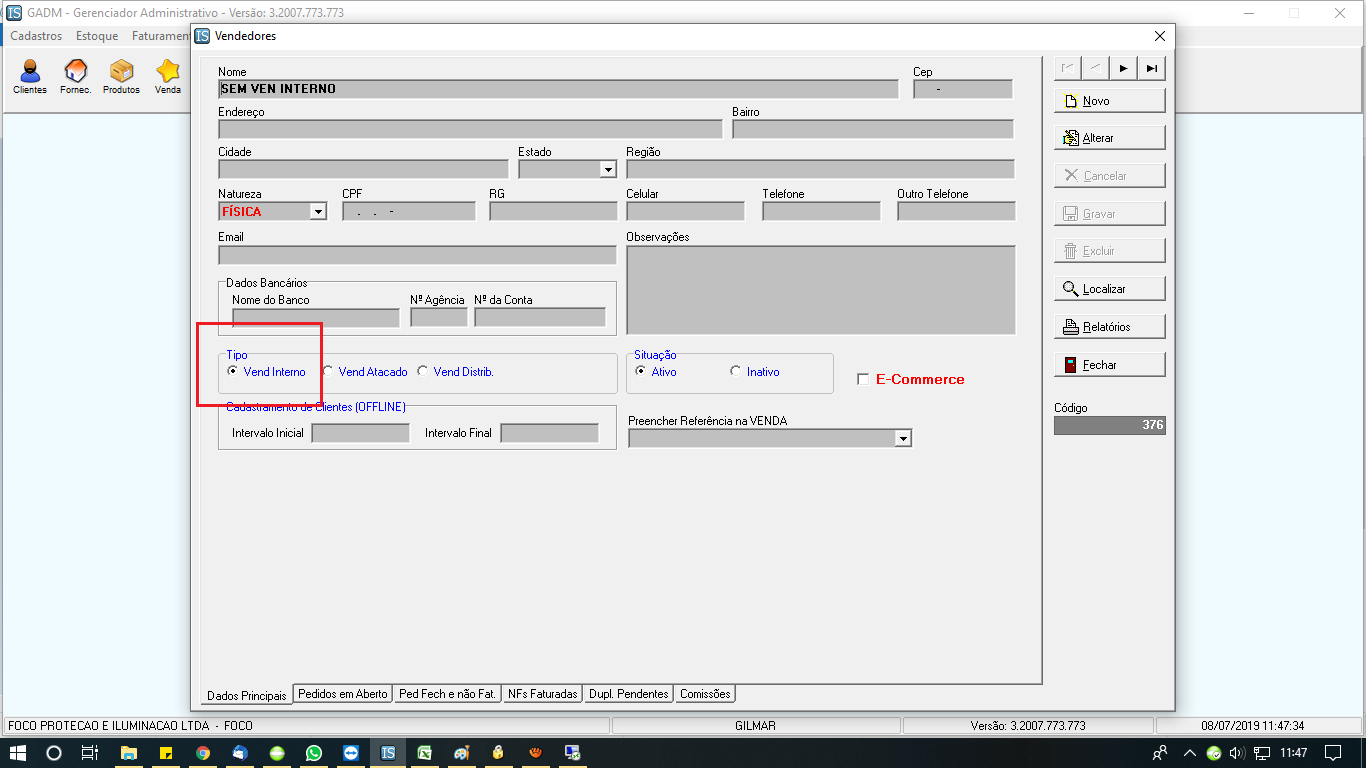 IS GADM - Gerenciador Administrativo - Versão: 3.2007.773.773
Cadastros Estoque Faturamen
Clientes Fornec. Produtos Venda
IS Vendedores
Nome Cep
SEM VEN INTERNO -
Endereço Bairro
Cidade Estado Região
Natureza CPF RG Celular Telefone Outro Telefone
FÍSICA . . -
Email Observações
Dados Bancários
Nome do Banco Nº Agência Nº da Conta
Tipo Situação
Vend Interno Vend Atacado Vend Distrib. Ativo Inativo E-Commerce
Cadastramento de Clientes (OFFLINE)
Intervalo Inicial Intervalo Final Preencher Referência na VENDA
Novo
Alterar
Cancelar
Gravar
Excluir
Localizar
Relatórios
Fechar
Código
376
Dados Principais Pedidos em Aberto Ped Fech e não Fat. NFs Faturadas Dupl. Pendentes Comissões
FOCO PROTECAO E ILUMINACAO LTDA - FOCO GILMAR Versão: 3.2007.773.773 08/07/2019 11:47:34
IS 11:47